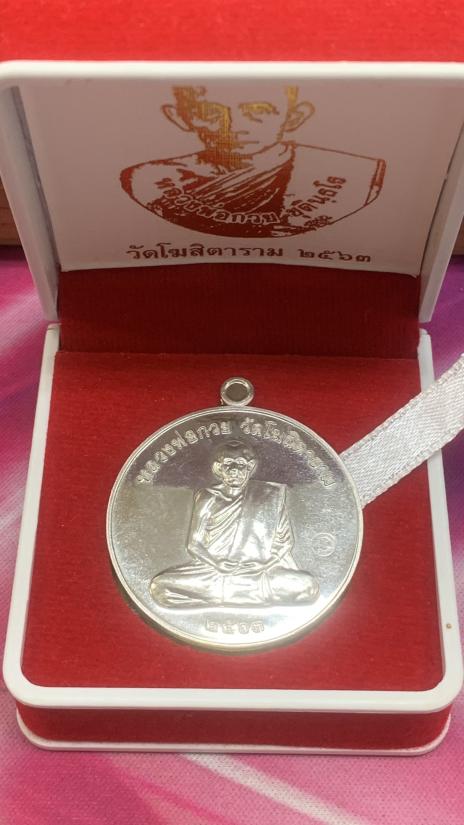 หลวงพ่อกวย ชุตินฺธโร
วัดโฆสิตาราม ๒๕๖๓
หลวงพ่อกวย วัดโฆสิตาราม
๒๕๖๓